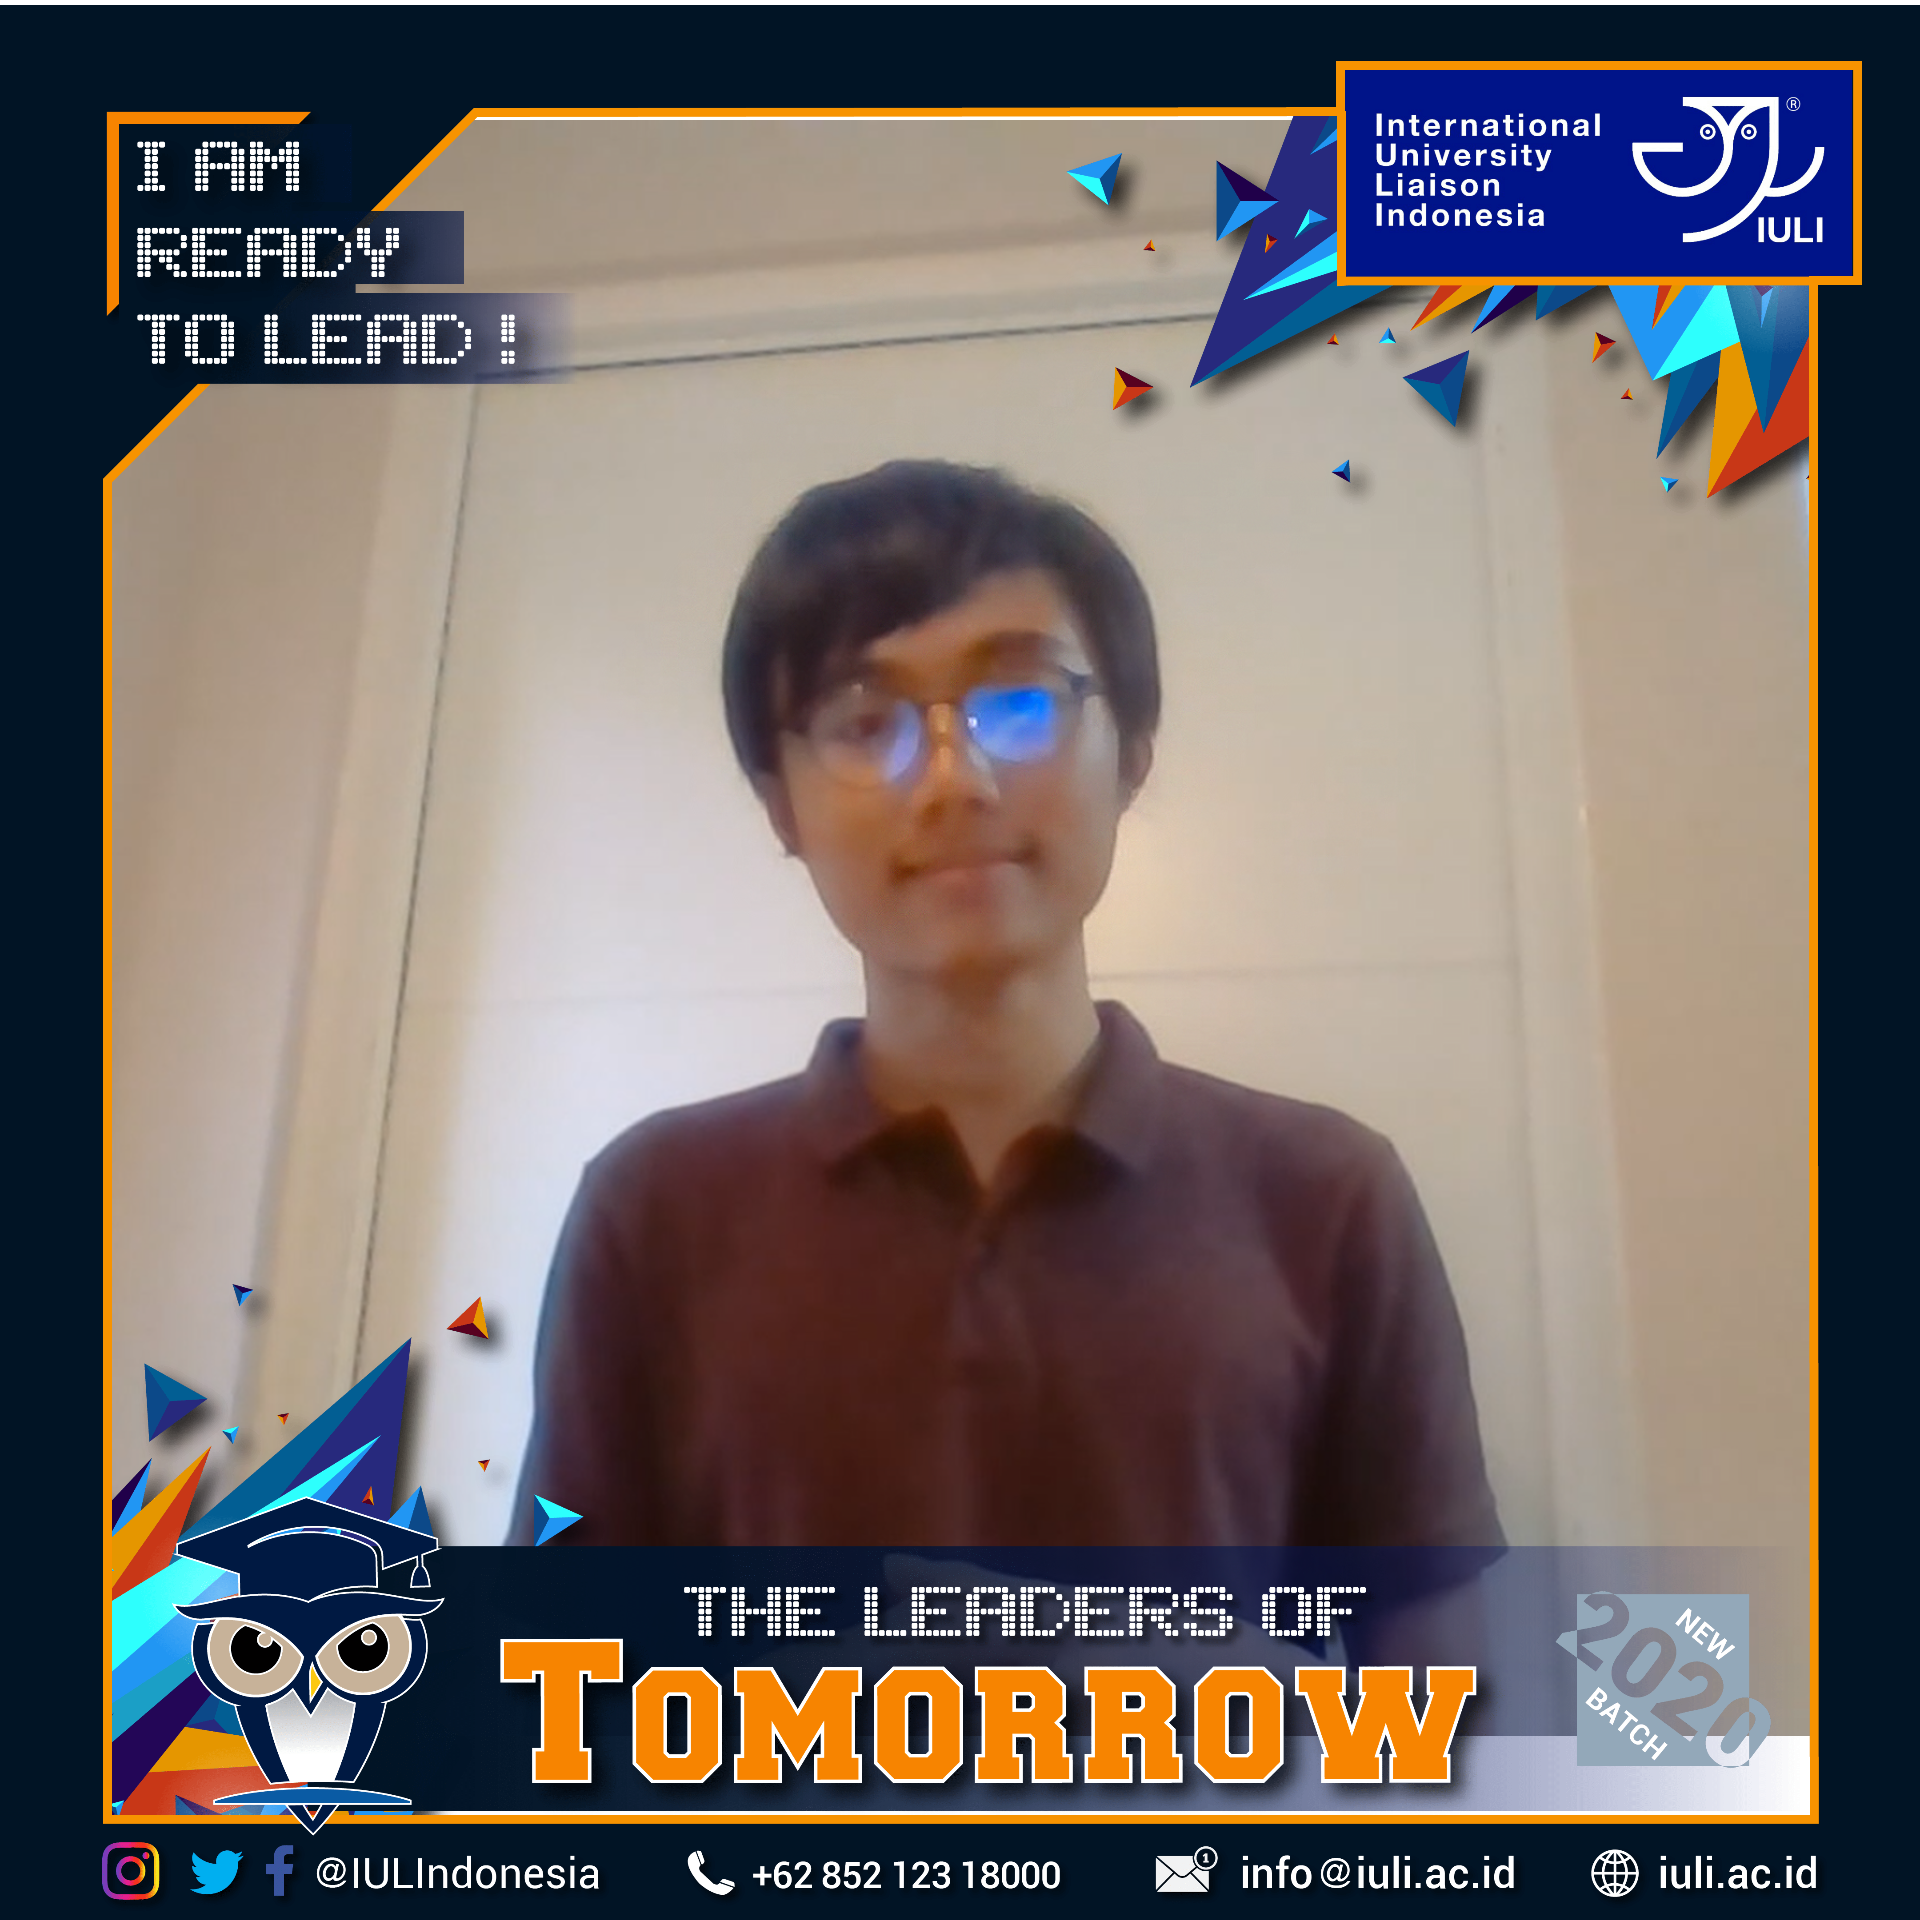 I AM
READY
TO LEAD !
International
University
Liaison
Indonesia
®
IULI
THE LEADERS OF
TOMORROW
NEW
2020
BATCH
@IULIndonesia
+62 852 123 18000
1
info@iuli.ac.id
iuli.ac.id